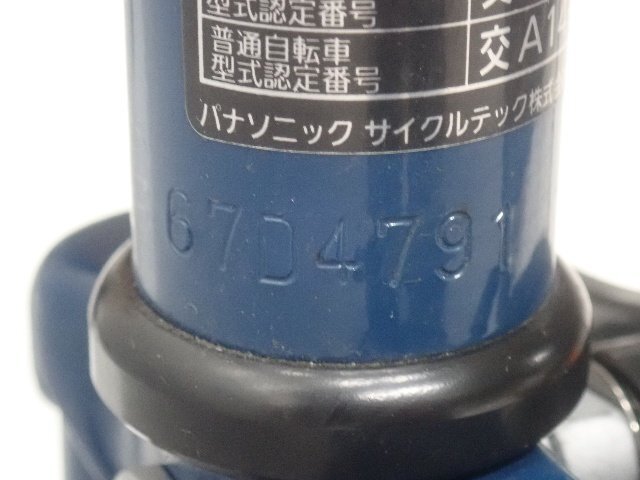 型式認定番号
普通自転車
型式認定番号
交A14
パナソニック サイクルテック株式会
67D4791